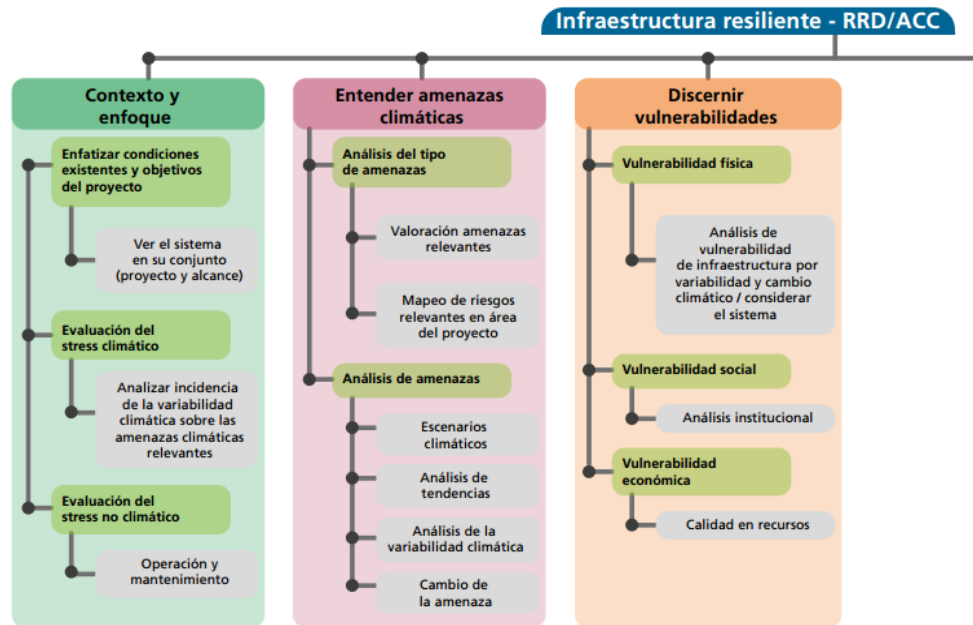 Infraestructura resiliente - RRD/ACC
Contexto y
enfoque
Enfatizar condiciones
existentes y objetivos
del proyecto
Ver el sistema
en su conjunto
(proyecto y alcance)
Evaluación del
stress climático
Analizar incidencia
de la variabilidad
climática sobre las
amenazas climáticas
relevantes
Evaluación del
stress no climático
Operación y
mantenimiento
Entender amenazas
climáticas
Análisis del tipo
de amenazas
Valoración amenazas
relevantes
Mapeo de riesgos
relevantes en área
del proyecto
Análisis de amenazas
Escenarios
climáticos
Análisis de
tendencias
Análisis de la
variabilidad climática
Cambio de
la amenaza
Discernir
vulnerabilidades
Vulnerabilidad física
Análisis de
vulnerabilidad
de infraestructura por
variabilidad y cambio
climático / considerar
el sistema
Vulnerabilidad social
Análisis institucional
Vulnerabilidad
económica
Calidad en recursos